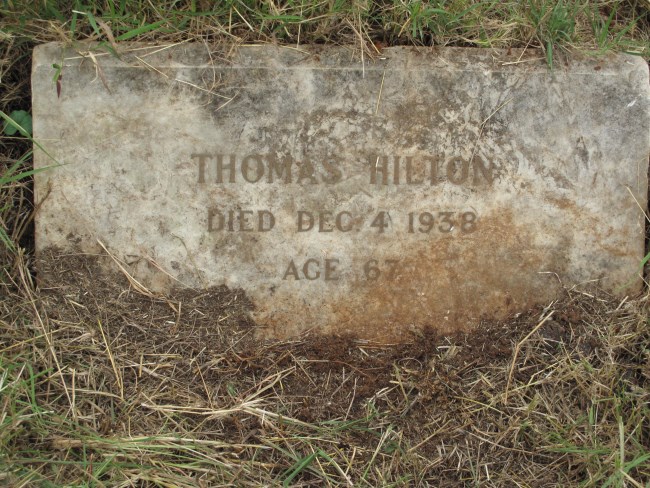 THOMAS HILTON
DIED DEC. 4 1938
AGE 67